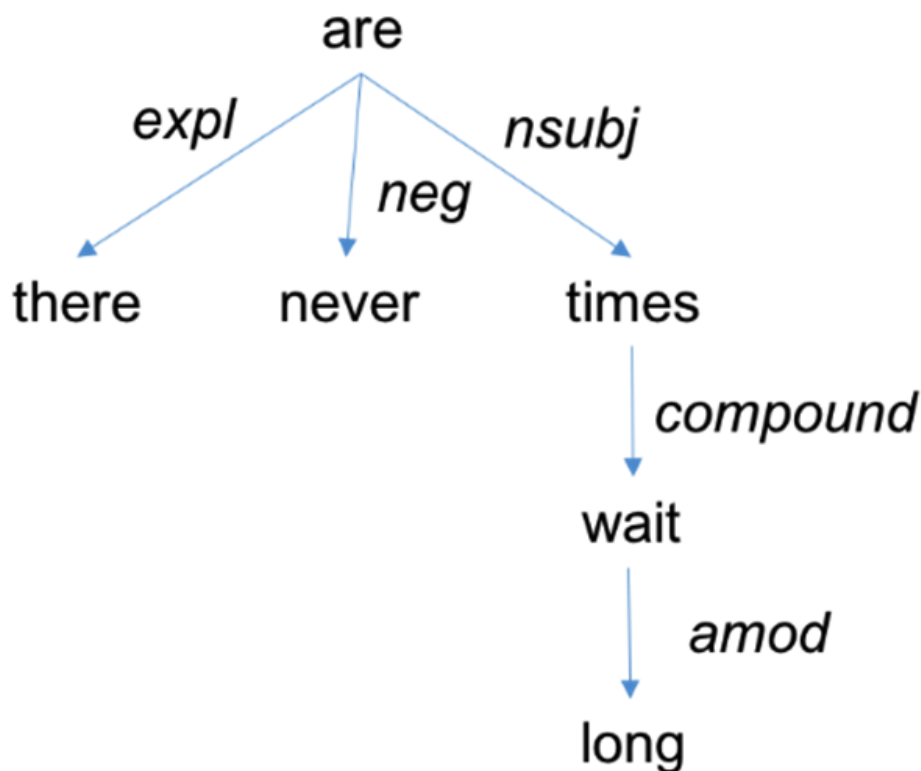 are
expl
nsubj
neg
there never times
compound
wait
amod
long